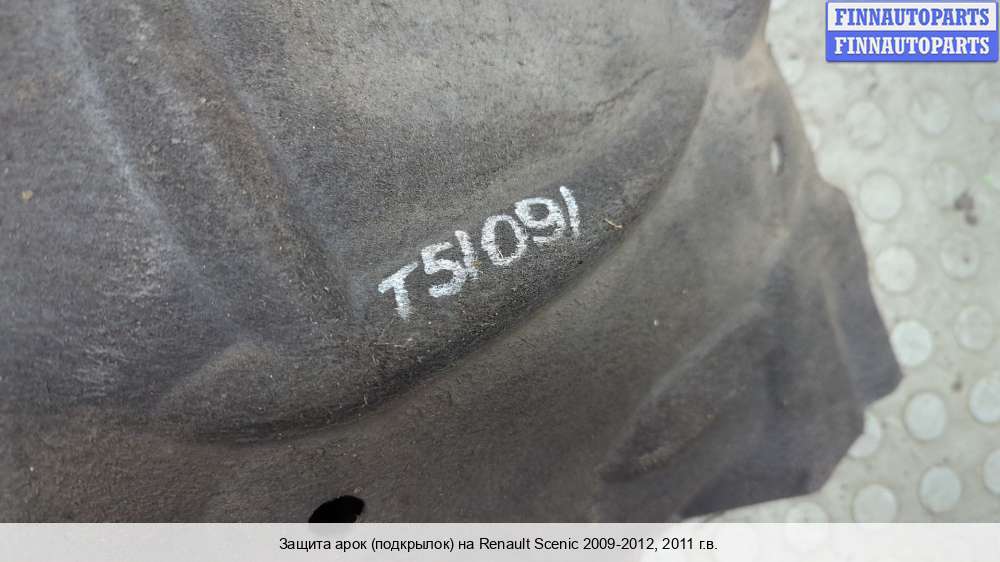 FINNAUTOPARTS
FINNAUTOPARTS
T51091
Защита арок (подкрылок) на Renault Scenic 2009-2012, 2011 г.в.